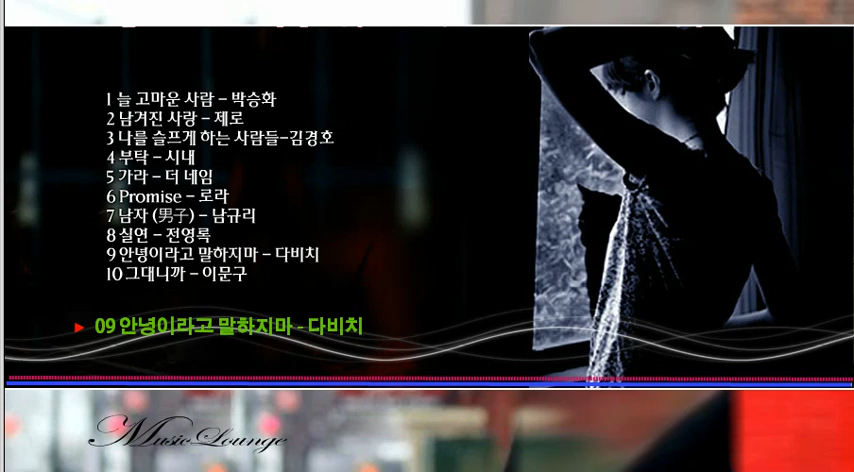 1 늘 고마운 사람 - 박승화
2 남겨진 사랑 - 제로
3 나를 슬프게 하는 사람들-김경호
4 부탁 - 시내
5 가라 - 더 네임
6 Promise - 로라
7 남자 (男子) - 남규리
8 실연 - 전영록
9 안녕이라고 말하지마 - 다비치
10 그대니까 - 이문구
► 09 안녕이라고 말하지마 - 다비치
Music Lounge